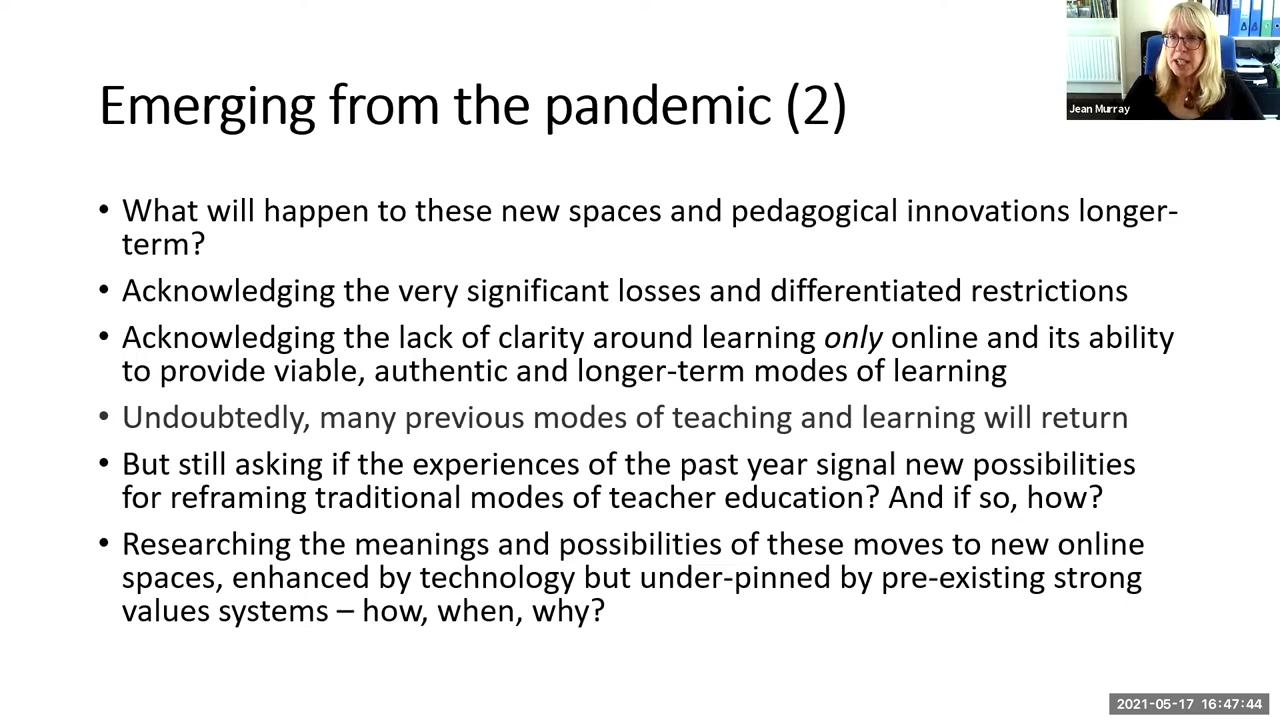 Emerging from the pandemic (2)
Jean Murray
• What will happen to these new spaces and pedagogical innovations longer-
term?
• Acknowledging the very significant losses and differentiated restrictions
• Acknowledging the lack of clarity around learning only online and its ability
to provide viable, authentic and longer-term modes of learning
• Undoubtedly, many previous modes of teaching and learning will return
• But still asking if the experiences of the past year signal new possibilities
for reframing traditional modes of teacher education? And if so, how?
• Researching the meanings and possibilities of these moves to new online
spaces, enhanced by technology but under-pinned by pre-existing strong
values systems – how, when, why?
2021-05-17 16:47:44